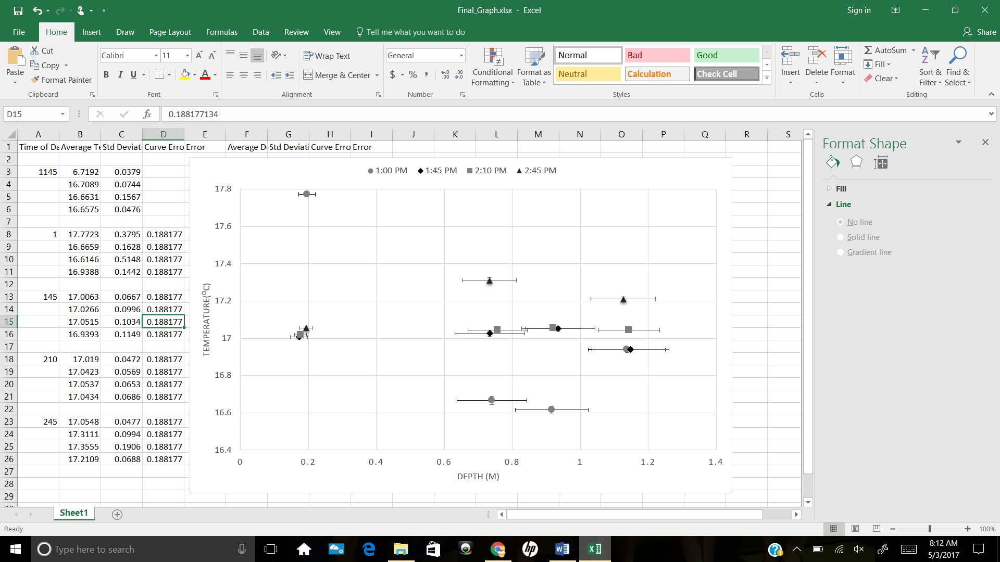 Final_Graph.xlsx - Excel
Sign in
File Home Insert Draw Page Layout Formulas Data Review View Tell me what you want to do Share
Cut
Copy
Format Painter
Paste
Clipboard
Calibri 11
B I U
Font
Wrap Text
Merge & Center
Alignment
General
$ % ,
Number
Conditional Formatting
Format as Table
Normal Bad Good
Neutral Calculation Check Cell
Styles
Insert Delete Format
Cells
AutoSum
Fill
Clear
Sort & Filter
Find & Select
Editing
D15 fx 0.188177134
A B C D E F G H I J K L M N O P Q R S
1 Time of Da Average Te Std Deviati Curve Erro Error Average De Std Deviati Curve Erro Error
2
3 1145 6.7192 0.0379
4 16.7089 0.0744
5 16.6631 0.1567
6 16.6575 0.0476
7
8 1 17.7723 0.3795 0.188177
9 16.6659 0.1628 0.188177
10 16.6146 0.5148 0.188177
11 16.9388 0.1442 0.188177
12
13 145 17.0063 0.0667 0.188177
14 17.0266 0.0996 0.188177
15 17.0515 0.1034 0.188177
16 16.9393 0.1149 0.188177
17
18 210 17.019 0.0472 0.188177
19 17.0423 0.0569 0.188177
20 17.0537 0.0653 0.188177
21 17.0434 0.0686 0.188177
22
23 245 17.0548 0.0477 0.188177
24 17.3111 0.0994 0.188177
25 17.3555 0.1906 0.188177
26 17.2109 0.0688 0.188177
27
28
29
1:00 PM 1:45 PM 2:10 PM 2:45 PM
17.8
17.6
17.4
17.2
17
16.8
16.6
16.4
TEMPERATURE(⁰C)
0 0.2 0.4 0.6 0.8 1 1.2 1.4
DEPTH (M)
Format Shape
Fill
Line
No line
Solid line
Gradient line
Sheet1
Ready
100%
Type here to search
8:12 AM
5/3/2017